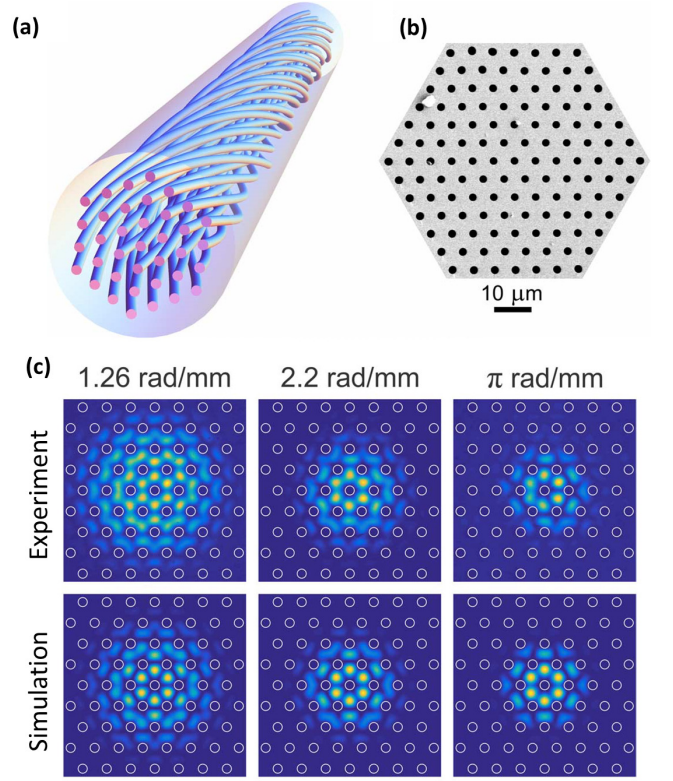 (a)
(b)
10 μm
(c)
1.26 rad/mm
2.2 rad/mm
π rad/mm
Experiment
Simulation